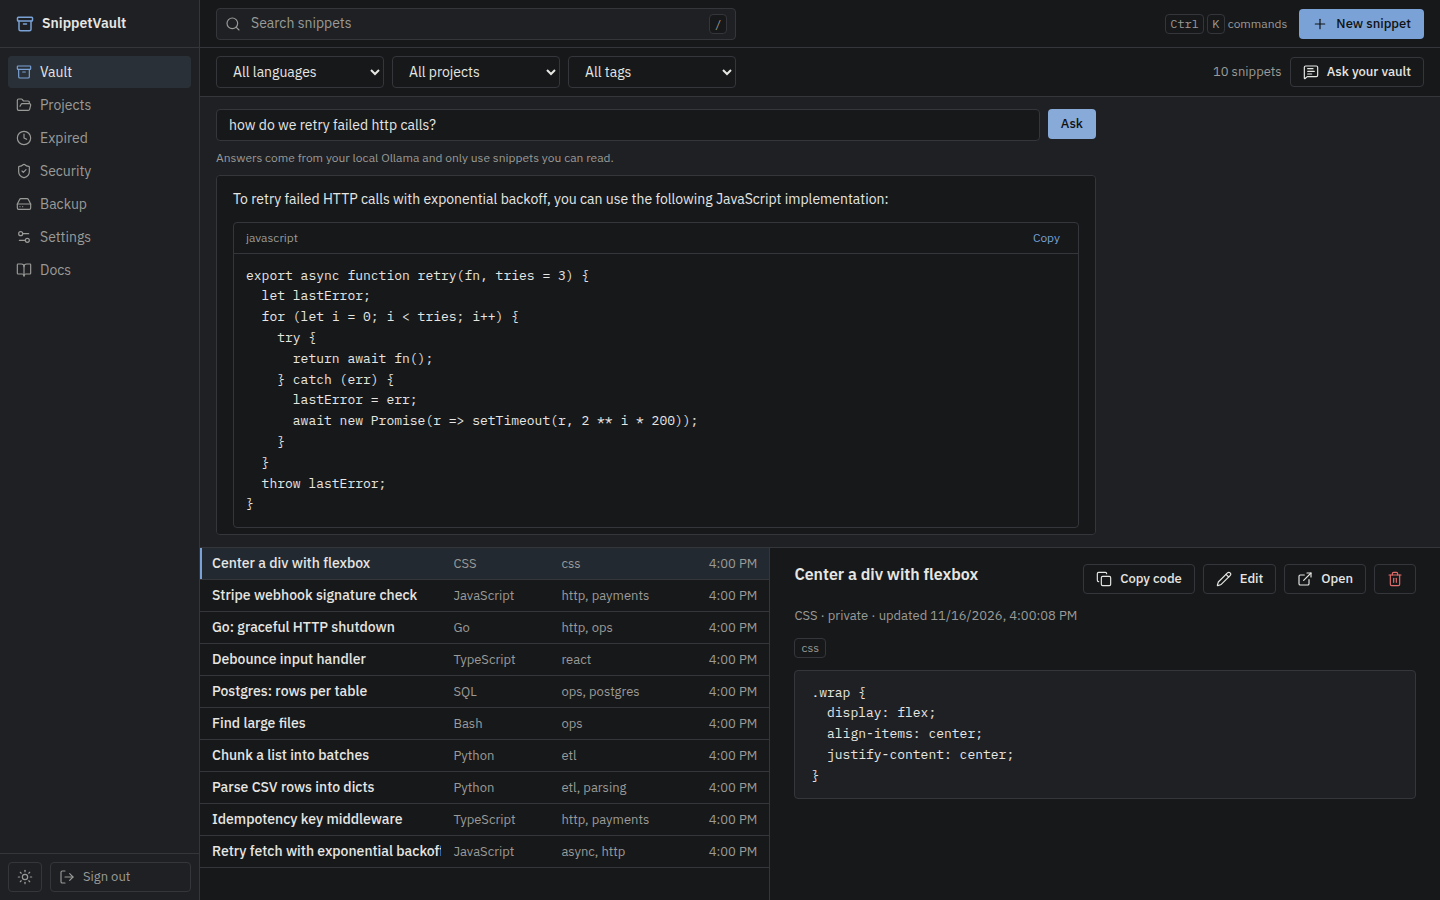 SnippetVault
Search snippets
/
Ctrl K commands
New snippet
Vault
Projects
Expired
Security
Backup
Settings
Docs
All languages
All projects
All tags
10 snippets
Ask your vault
how do we retry failed http calls?
Ask
Answers come from your local Ollama and only use snippets you can read.
To retry failed HTTP calls with exponential backoff, you can use the following JavaScript implementation:
javascript
Copy
export async function retry(fn, tries = 3) {
  let lastError;
  for (let i = 0; i < tries; i++) {
    try {
      return await fn();
    } catch (err) {
      lastError = err;
      await new Promise(r => setTimeout(r, 2 ** i * 200));
    }
  }
  throw lastError;
}
Center a div with flexbox CSS css 4:00 PM
Stripe webhook signature check JavaScript http, payments 4:00 PM
Go: graceful HTTP shutdown Go http, ops 4:00 PM
Debounce input handler TypeScript react 4:00 PM
Postgres: rows per table SQL ops, postgres 4:00 PM
Find large files Bash ops 4:00 PM
Chunk a list into batches Python etl 4:00 PM
Parse CSV rows into dicts Python etl, parsing 4:00 PM
Idempotency key middleware TypeScript http, payments 4:00 PM
Retry fetch with exponential backoff JavaScript async, http 4:00 PM
Center a div with flexbox
Copy code
Edit
Open
CSS · private · updated 11/16/2026, 4:00:08 PM
css
.wrap {
  display: flex;
  align-items: center;
  justify-content: center;
}
Sign out